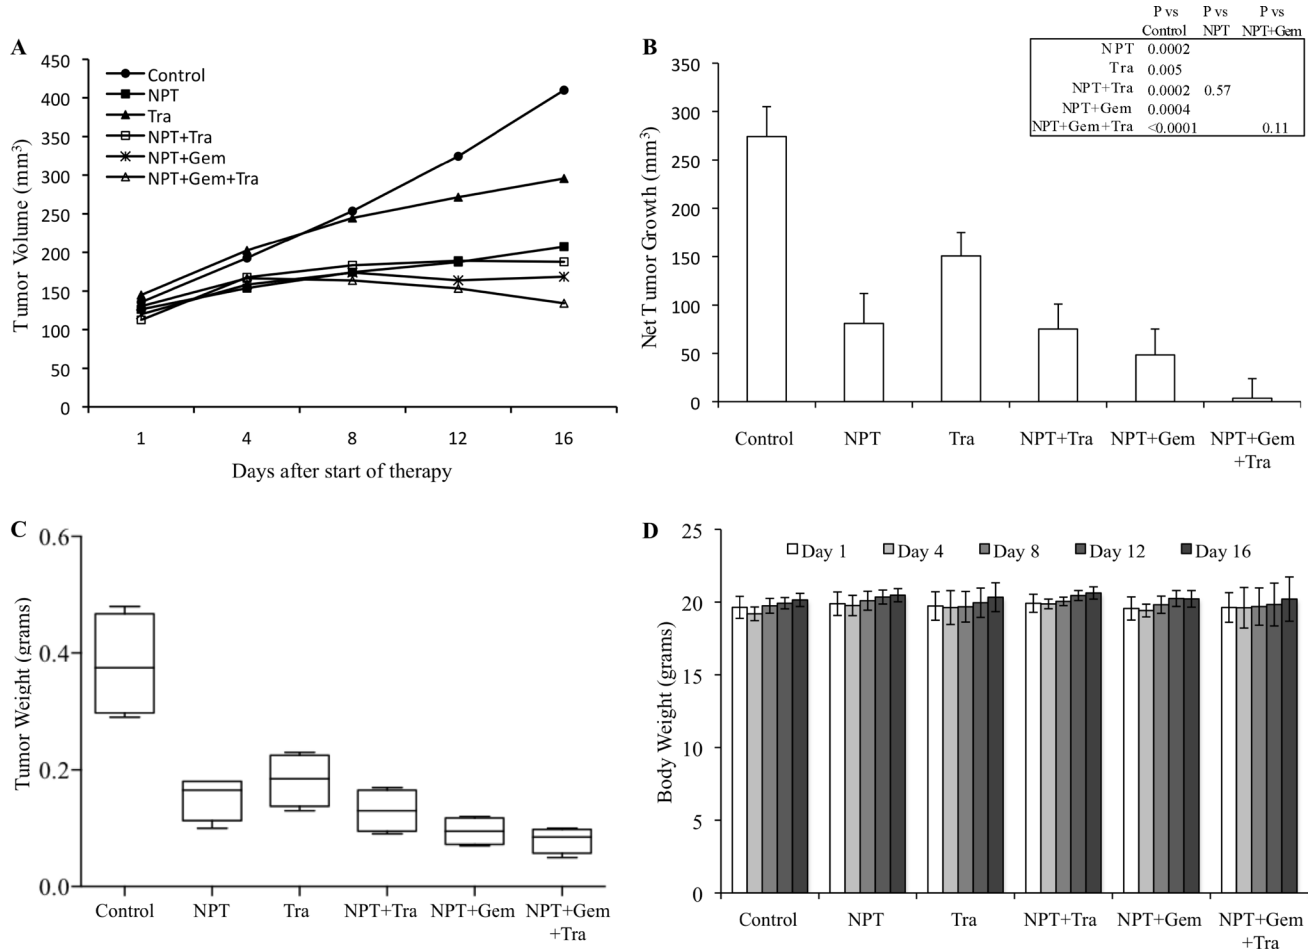 A
450
400
350
300
250
200
150
100
50
0
Tumor Volume (mm³)
Control
NPT
Tra
NPT+Tra
NPT+Gem
NPT+Gem+Tra
1 4 8 12 16
Days after start of therapy
B
P vs P vs P vs
Control NPT NPT+Gem
NPT 0.0002
Tra 0.005
NPT+Tra 0.0002 0.57
NPT+Gem 0.0004
NPT+Gem+Tra <0.0001 0.11
350
300
250
200
150
100
50
0
Net Tumor Growth (mm³)
Control NPT Tra NPT+Tra NPT+Gem NPT+Gem
+Tra
C
0.6
0.4
0.2
0.0
Tumor Weight (grams)
Control NPT Tra NPT+Tra NPT+Gem NPT+Gem
+Tra
D
25
20
15
10
5
0
Body Weight (grams)
Day 1 Day 4 Day 8 Day 12 Day 16
Control NPT Tra NPT+Tra NPT+Gem NPT+Gem
+Tra